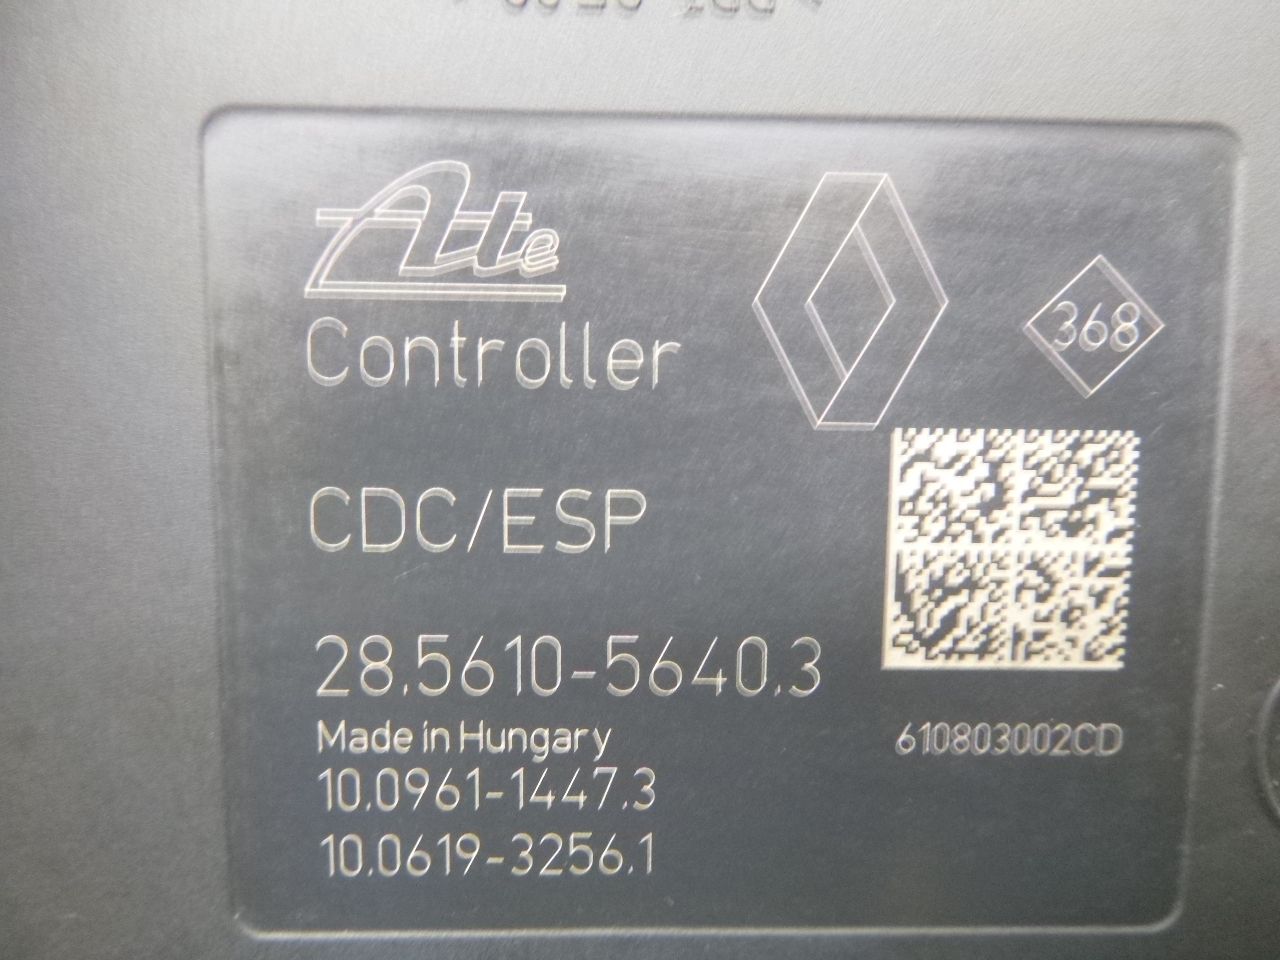 Ate
368
Controller
CDC/ESP
28.5610-5640.3
Made in Hungary
610803002CD
10.0961-1447.3
10.0619-3256.1